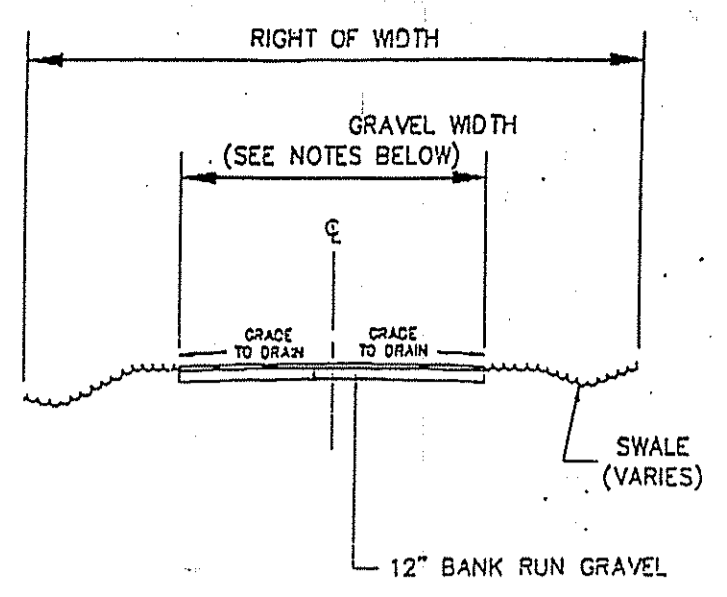 RIGHT OF WIDTH
GRAVEL WIDTH
(SEE NOTES BELOW)
℄
GRADE
TO DRAIN
GRADE
TO DRAIN
SWALE
(VARIES)
12" BANK RUN GRAVEL